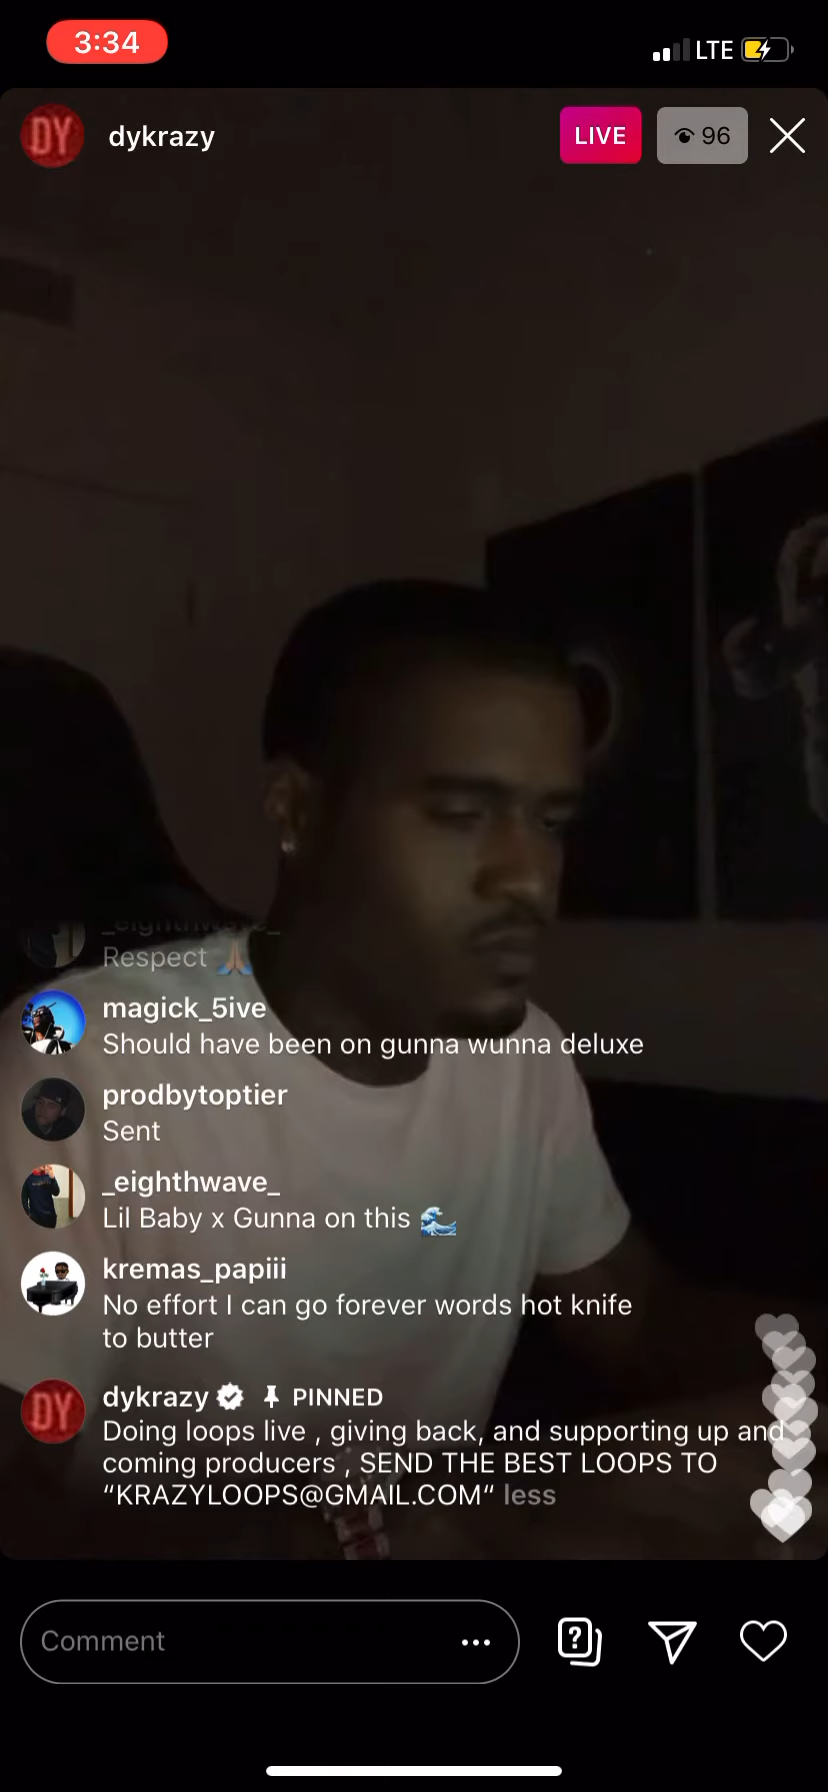 3:34
LTE
DY
dykrazy
LIVE
96
_eighthwave_
Respect 🙏🏽
magick_5ive
Should have been on gunna wunna deluxe
prodbytoptier
Sent
_eighthwave_
Lil Baby x Gunna on this 🌊
kremas_papiii
No effort I can go forever words hot knife
to butter
DY
dykrazy PINNED
Doing loops live , giving back, and supporting up and
coming producers , SEND THE BEST LOOPS TO
“KRAZYLOOPS@GMAIL.COM“ less
Comment